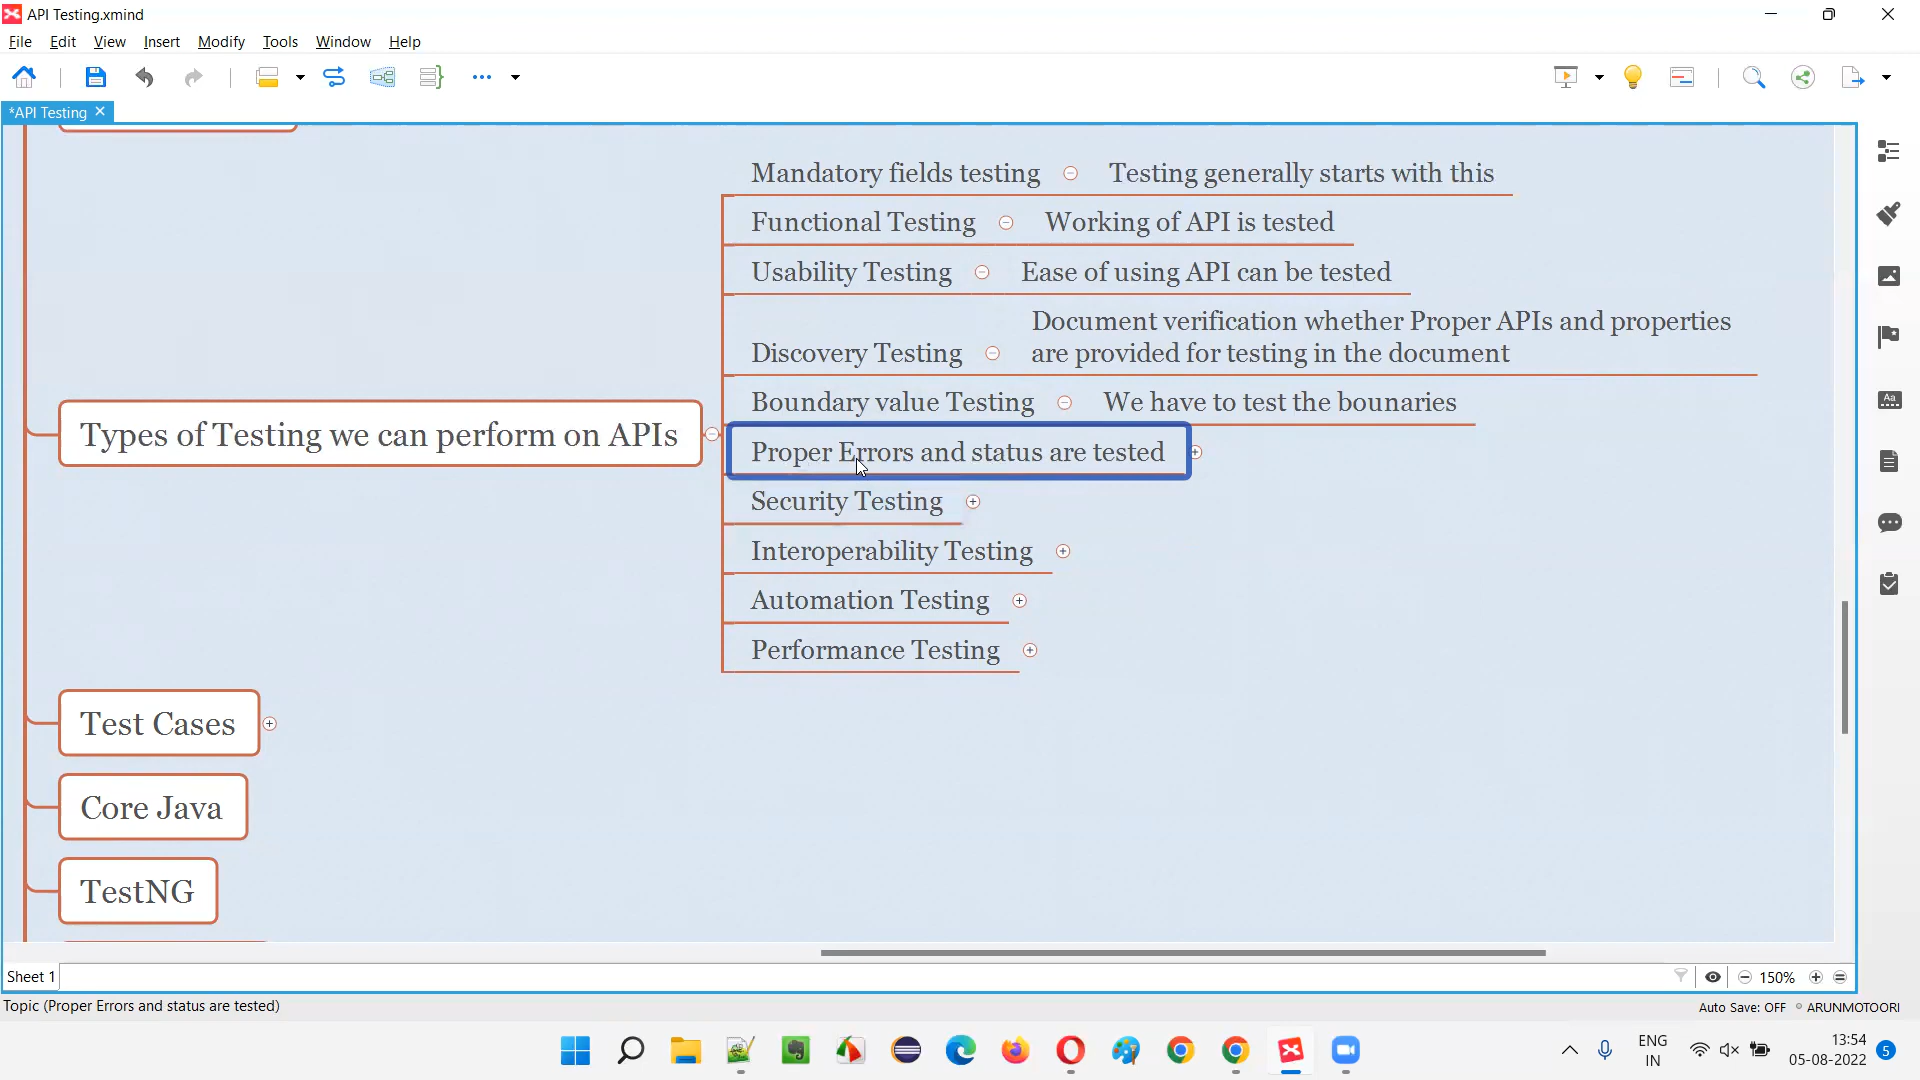 API Testing.xmind
File Edit View Insert Modify Tools Window Help
*API Testing
Mandatory fields testing Testing generally starts with this
Functional Testing Working of API is tested
Usability Testing Ease of using API can be tested
Document verification whether Proper APIs and properties
Discovery Testing are provided for testing in the document
Boundary value Testing We have to test the bounaries
Types of Testing we can perform on APIs
Proper Errors and status are tested
Security Testing
Interoperability Testing
Automation Testing
Performance Testing
Test Cases
Core Java
TestNG
Sheet 1
150%
Topic (Proper Errors and status are tested)
Auto Save: OFF ARUNMOTOORI
ENG
IN
13:54
05-08-2022
5
Aa